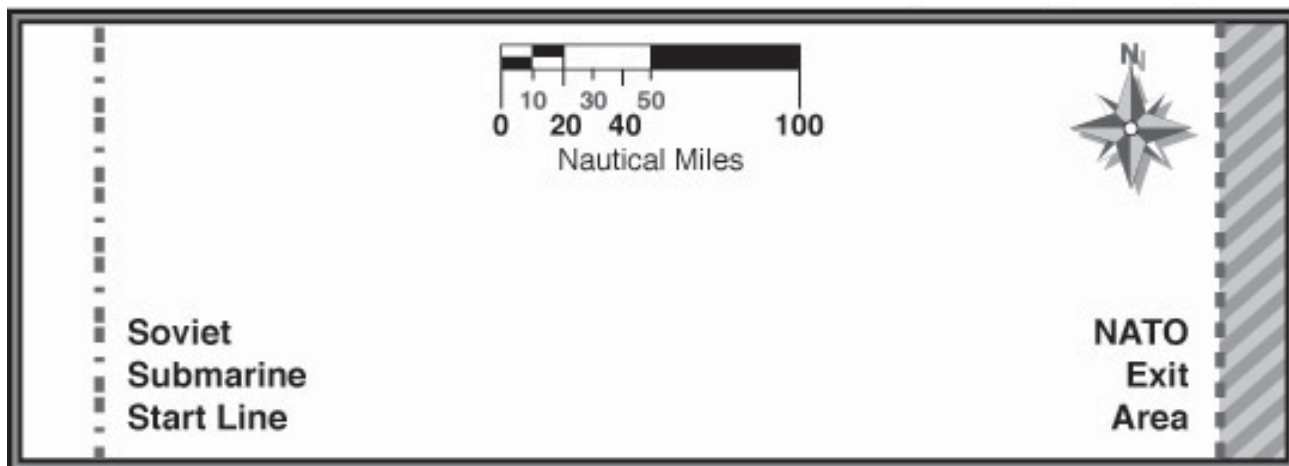 N
10 30 50
0 20 40 100
Nautical Miles
Soviet
Submarine
Start Line
NATO
Exit
Area